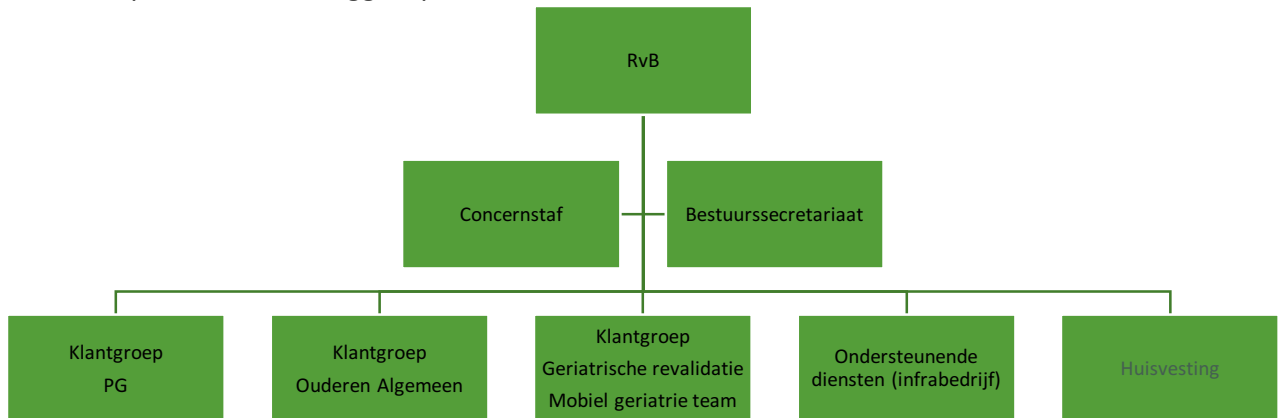 RvB
Concernstaf
Bestuurssecretariaat
Klantgroep
PG
Klantgroep
Ouderen Algemeen
Klantgroep
Geriatrische revalidatie
Mobiel geriatrie team
Ondersteunende
diensten (infrabedrijf)
Huisvesting